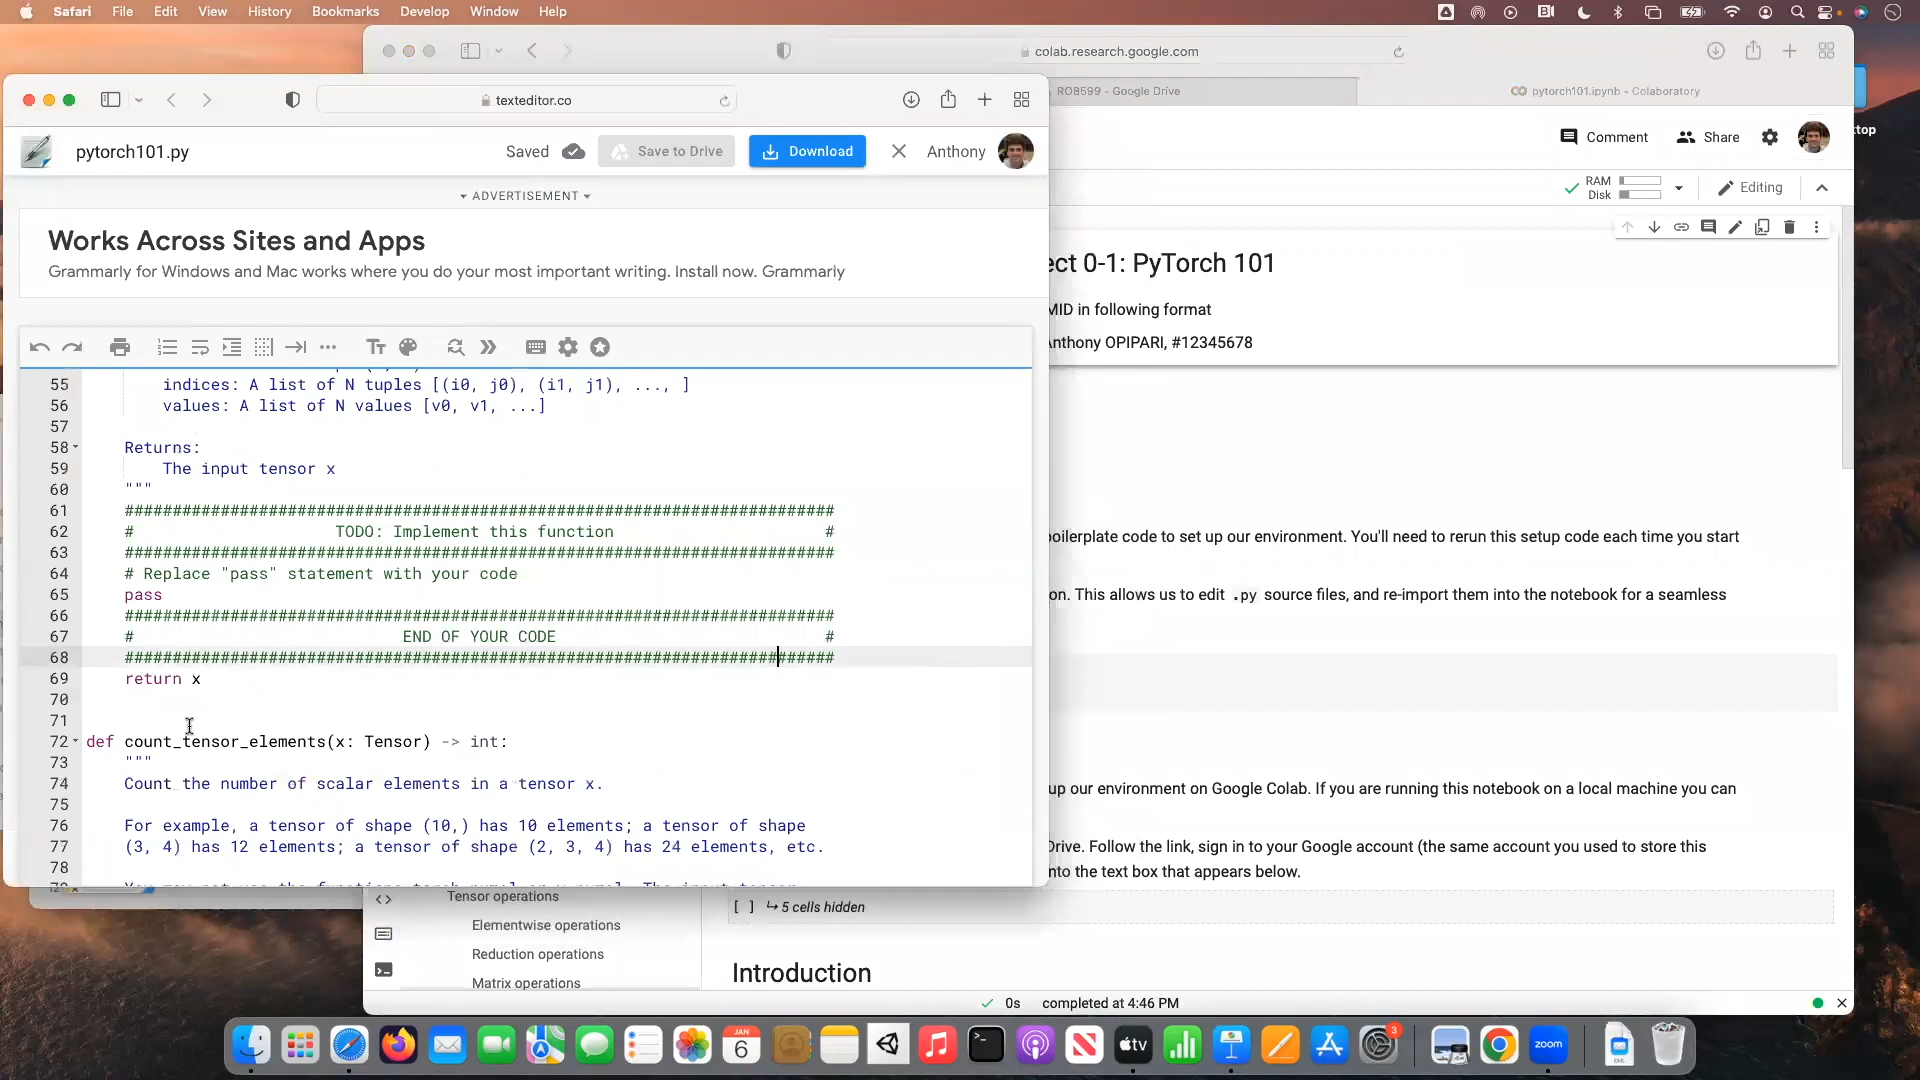 Safari File Edit View History Bookmarks Develop Window Help
colab.research.google.com
ROB599 - Google Drive
pytorch101.ipynb - Colaboratory
top
texteditor.co
pytorch101.py
Saved
Save to Drive
Download
Anthony
Comment
Share
RAM
Disk
Editing
ADVERTISEMENT
Works Across Sites and Apps
Grammarly for Windows and Mac works where you do your most important writing. Install now. Grammarly
55 indices: A list of N tuples [(i0, j0), (i1, j1), ..., ]
56 values: A list of N values [v0, v1, ...]
57
58 Returns:
59 The input tensor x
60 """
61 ##########################################################################
62 # TODO: Implement this function #
63 ##########################################################################
64 # Replace "pass" statement with your code
65 pass
66 ##########################################################################
67 # END OF YOUR CODE #
68 ##########################################################################
69 return x
70
71
72 def count_tensor_elements(x: Tensor) -> int:
73 """
74 Count the number of scalar elements in a tensor x.
75
76 For example, a tensor of shape (10,) has 10 elements; a tensor of shape
77 (3, 4) has 12 elements; a tensor of shape (2, 3, 4) has 24 elements, etc.
78
ect 0-1: PyTorch 101
MID in following format
Anthony OPIPARI, #12345678
boilerplate code to set up our environment. You'll need to rerun this setup code each time you start
on. This allows us to edit .py source files, and re-import them into the notebook for a seamless
up our environment on Google Colab. If you are running this notebook on a local machine you can
Drive. Follow the link, sign in to your Google account (the same account you used to store this
nto the text box that appears below.
[ ] 5 cells hidden
Tensor operations
Elementwise operations
Reduction operations
Matrix operations
Introduction
0s completed at 4:46 PM
JAN
6
tv
3
zoom